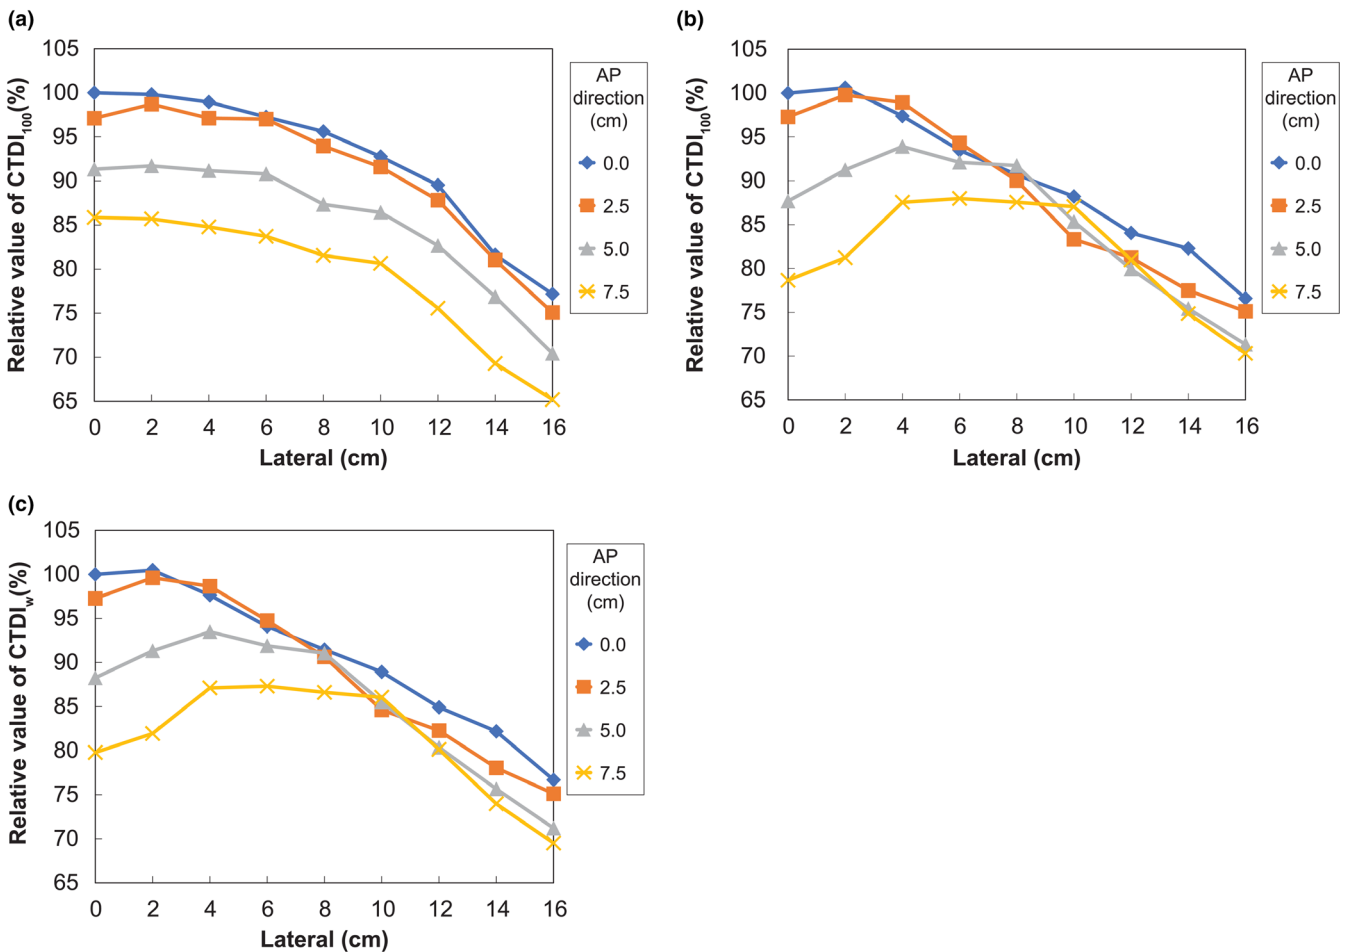 (a)
105
100
95
90
85
80
75
70
65
Relative value of CTDI100(%)
0 2 4 6 8 10 12 14 16
Lateral (cm)
AP
direction
(cm)
0.0
2.5
5.0
7.5
(b)
105
100
95
90
85
80
75
70
65
Relative value of CTDI100(%)
0 2 4 6 8 10 12 14 16
Lateral (cm)
AP
direction
(cm)
0.0
2.5
5.0
7.5
(c)
105
100
95
90
85
80
75
70
65
Relative value of CTDIw(%)
0 2 4 6 8 10 12 14 16
Lateral (cm)
AP
direction
(cm)
0.0
2.5
5.0
7.5